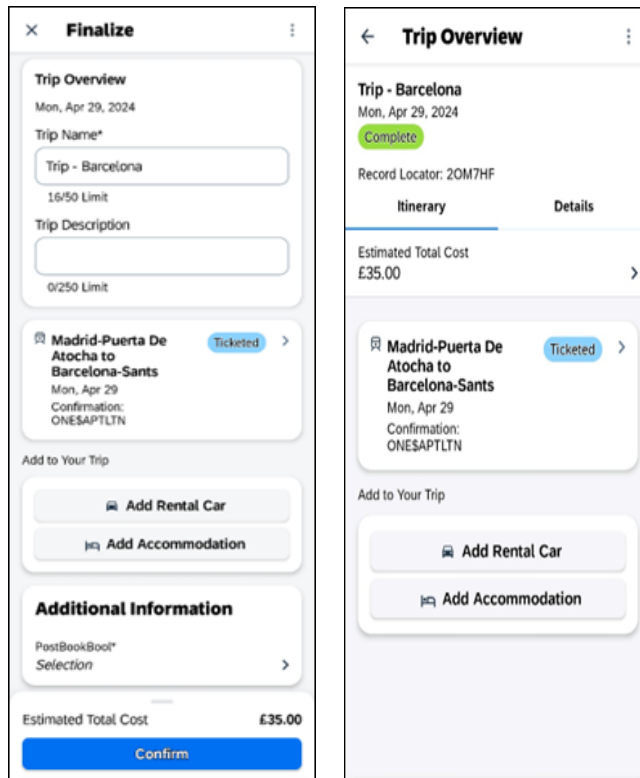 Finalize
Trip Overview
Mon, Apr 29, 2024
Trip Name*
Trip - Barcelona
16/50 Limit
Trip Description
0/250 Limit
Madrid-Puerta De
Atocha to
Barcelona-Sants
Ticketed
Mon, Apr 29
Confirmation:
ONE$APTLTN
Add to Your Trip
Add Rental Car
Add Accommodation
Additional Information
PostBookBool*
Selection
Estimated Total Cost £35.00
Confirm
Trip Overview
Trip - Barcelona
Mon, Apr 29, 2024
Complete
Record Locator: 2OM7HF
Itinerary Details
Estimated Total Cost
£35.00
Madrid-Puerta De
Atocha to
Barcelona-Sants
Ticketed
Mon, Apr 29
Confirmation:
ONE$APTLTN
Add to Your Trip
Add Rental Car
Add Accommodation